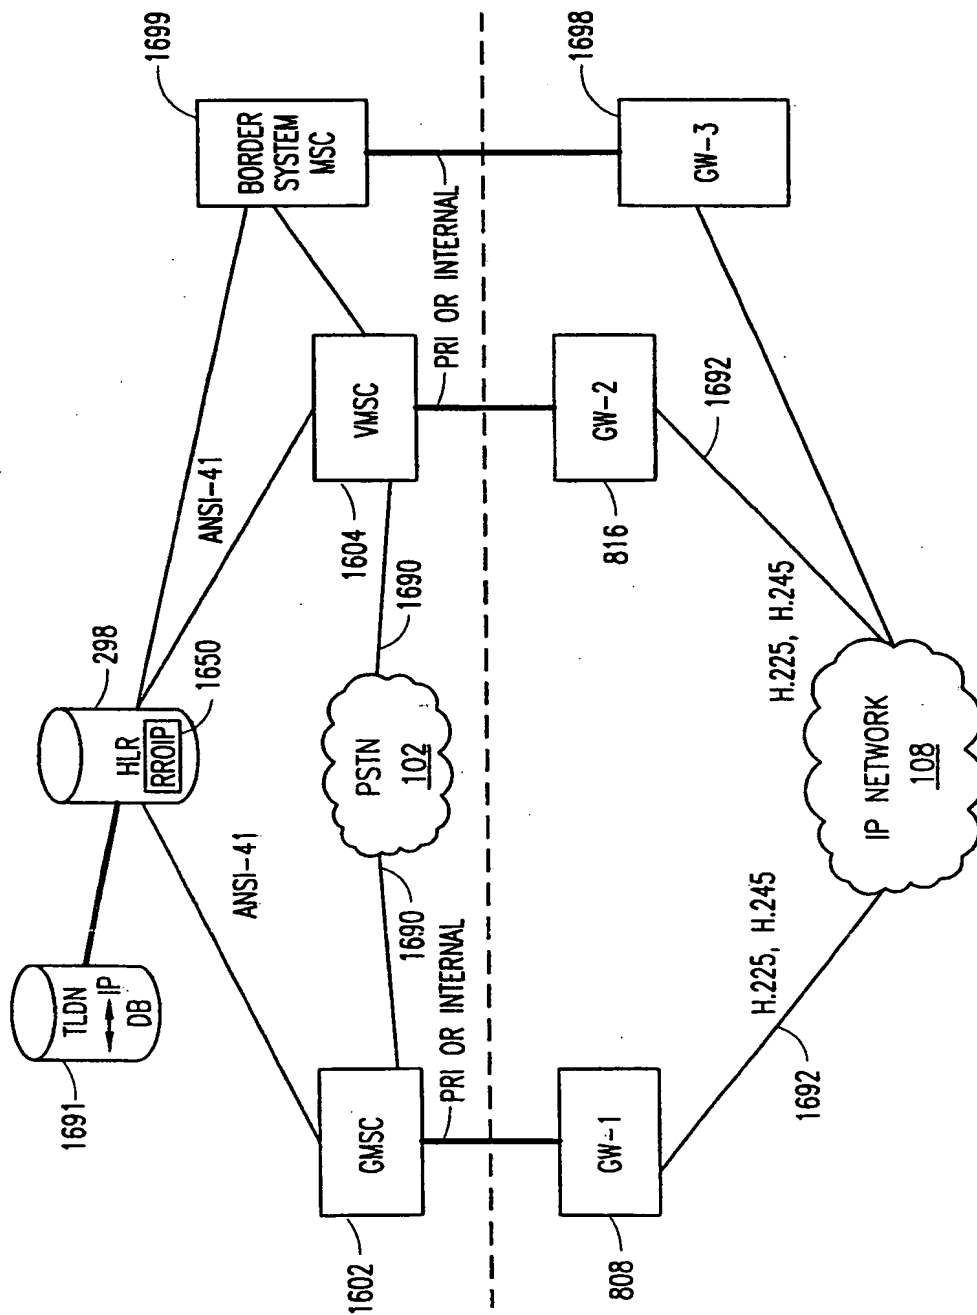 1691
TLDN
IP
DB
298
HLR
RROIP
1650
ANSI-41
ANSI-41
1699
BORDER
SYSTEM
MSC
1602
GMSC
1690
PSTN
102
1690
1604
VMSC
PRI OR INTERNAL
PRI OR INTERNAL
808
GW-1
816
GW-2
1698
GW-3
H.225, H.245
1692
H.225, H.245
1692
IP NETWORK
108